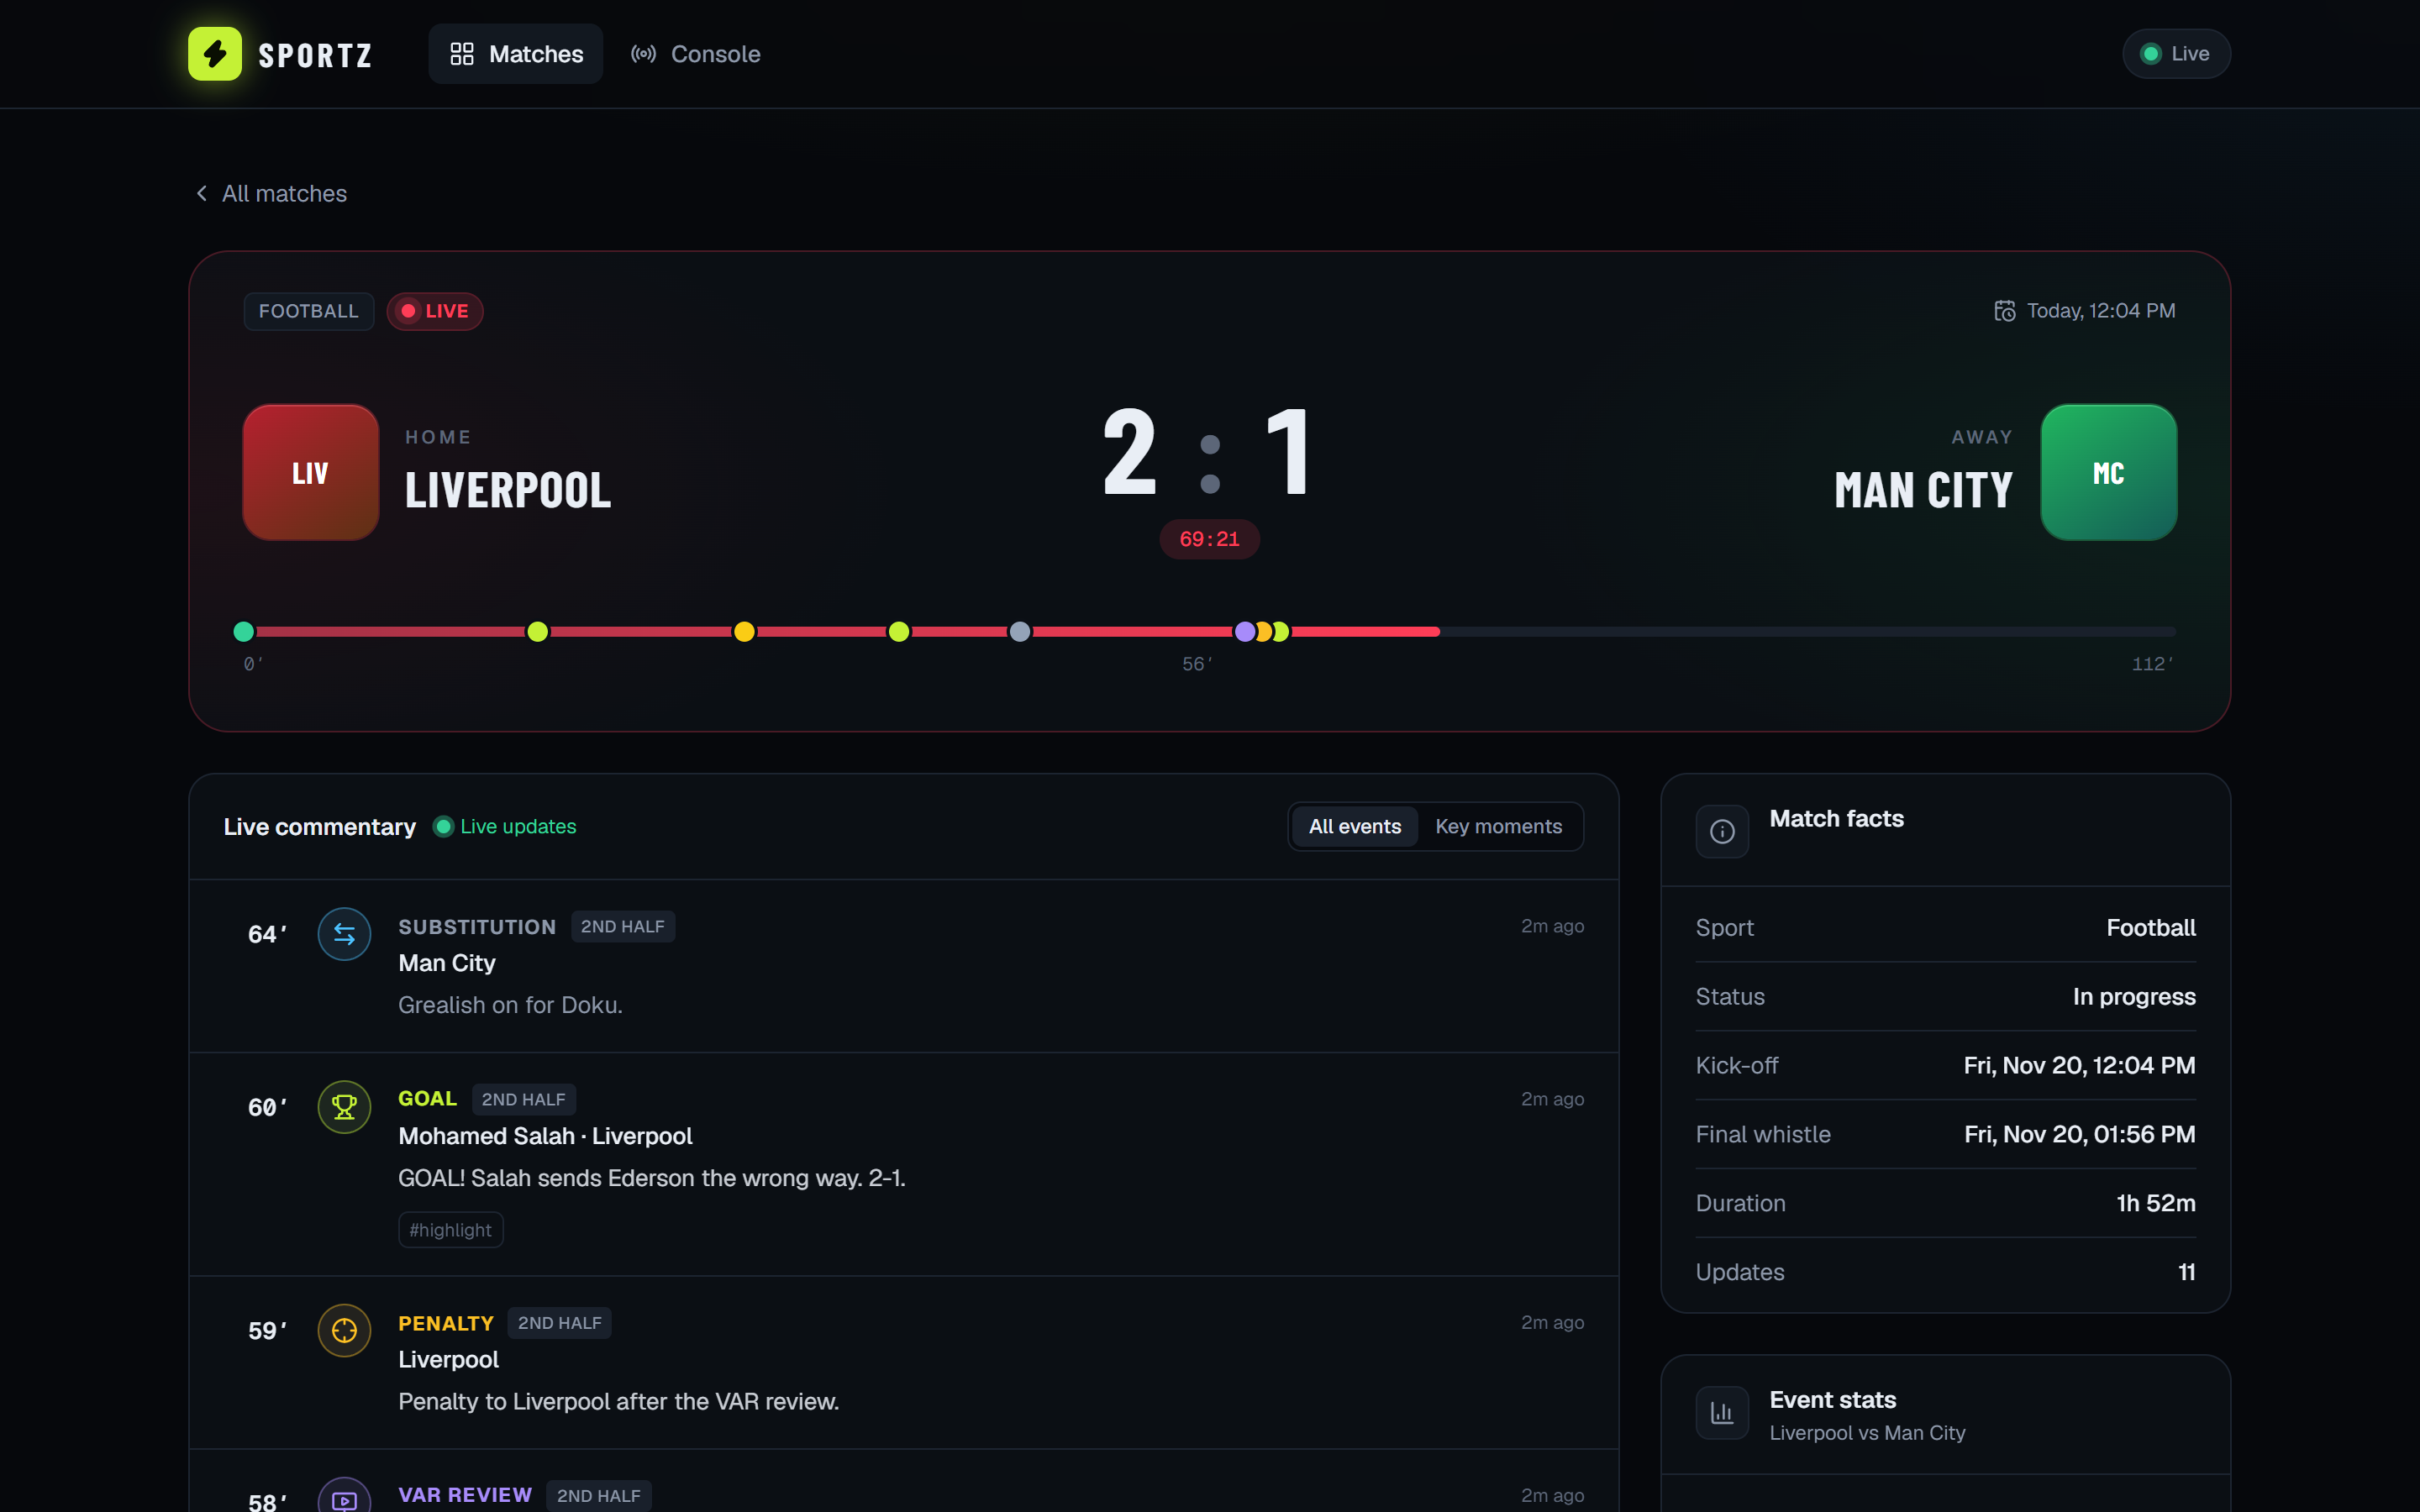 SPORTZ
Matches
Console
Live
All matches
FOOTBALL
LIVE
Today, 12:04 PM
LIV
HOME
LIVERPOOL
2 : 1
69:21
AWAY
MAN CITY
MC
0′
56′
112′
Live commentary
Live updates
All events
Key moments
64′
SUBSTITUTION
2ND HALF
2m ago
Man City
Grealish on for Doku.
60′
GOAL
2ND HALF
2m ago
Mohamed Salah · Liverpool
GOAL! Salah sends Ederson the wrong way. 2-1.
#highlight
59′
PENALTY
2ND HALF
2m ago
Liverpool
Penalty to Liverpool after the VAR review.
58′
VAR REVIEW
2ND HALF
2m ago
Match facts
Sport
Football
Status
In progress
Kick-off
Fri, Nov 20, 12:04 PM
Final whistle
Fri, Nov 20, 01:56 PM
Duration
1h 52m
Updates
11
Event stats
Liverpool vs Man City